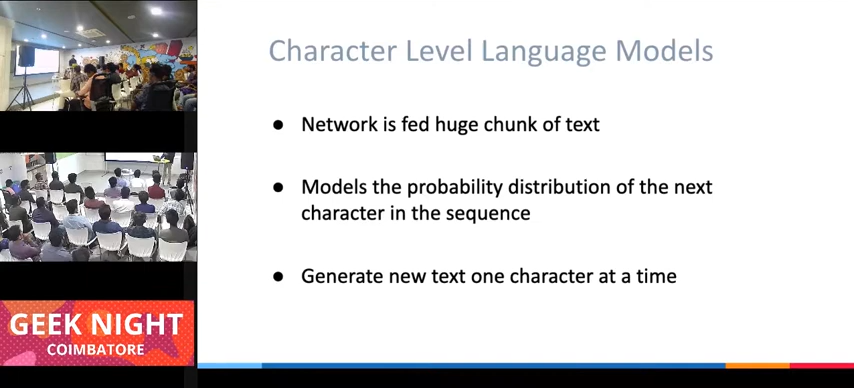 Character Level Language Models
● Network is fed huge chunk of text
● Models the probability distribution of the next
character in the sequence
● Generate new text one character at a time
GEEK NIGHT
COIMBATORE